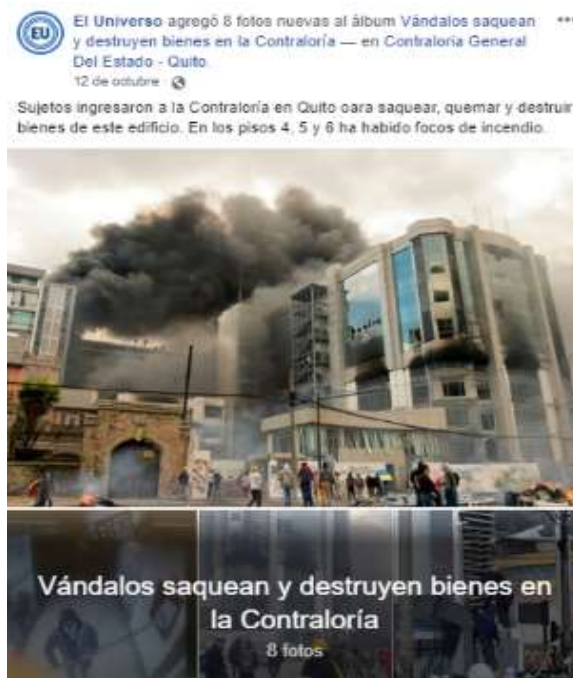 EU
El Universo agregó 8 fotos nuevas al álbum Vándalos saquean
y destruyen bienes en la Contraloría — en Contraloría General
Del Estado - Quito.
12 de octubre
Sujetos ingresaron a la Contraloría en Quito oara saquear, quemar y destruir
bienes de este edificio. En los pisos 4, 5 y 6 ha habido focos de incendio.
Vándalos saquean y destruyen bienes en
la Contraloría
8 fotos